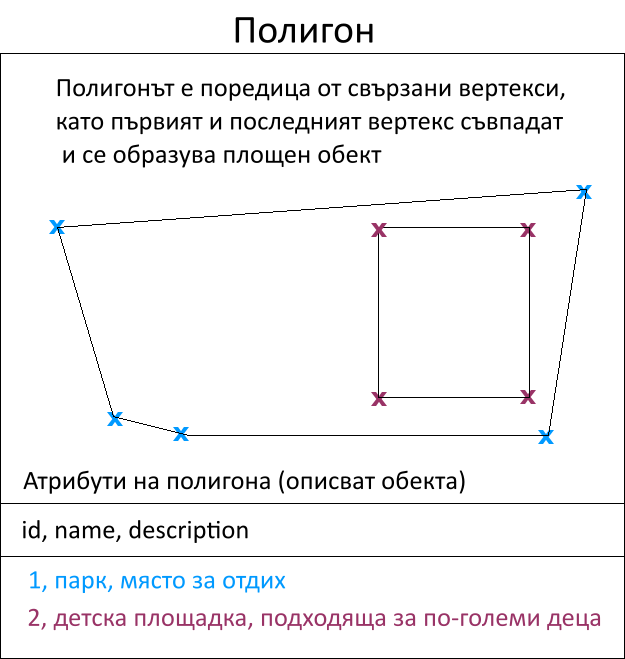 Полигон
Полигонът е поредица от свързани вертекси,
като първият и последният вертекс съвпадат
и се образува площен обект
Атрибути на полигона (описват обекта)
id, name, description
1, парк, място за отдих
2, детска площадка, подходяща за по-големи деца